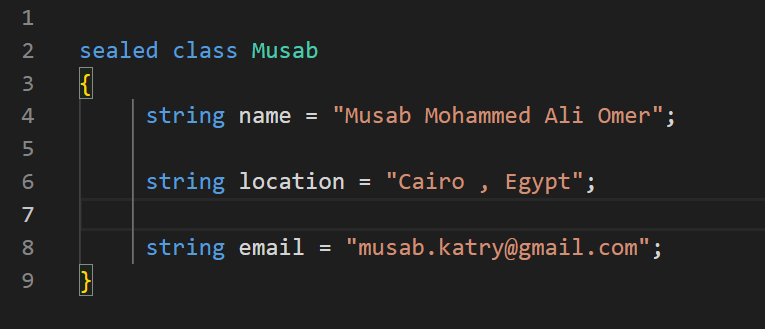 1
2 sealed class Musab
3 {
4 string name = "Musab Mohammed Ali Omer";
5
6 string location = "Cairo , Egypt";
7
8 string email = "musab.katry@gmail.com";
9 }